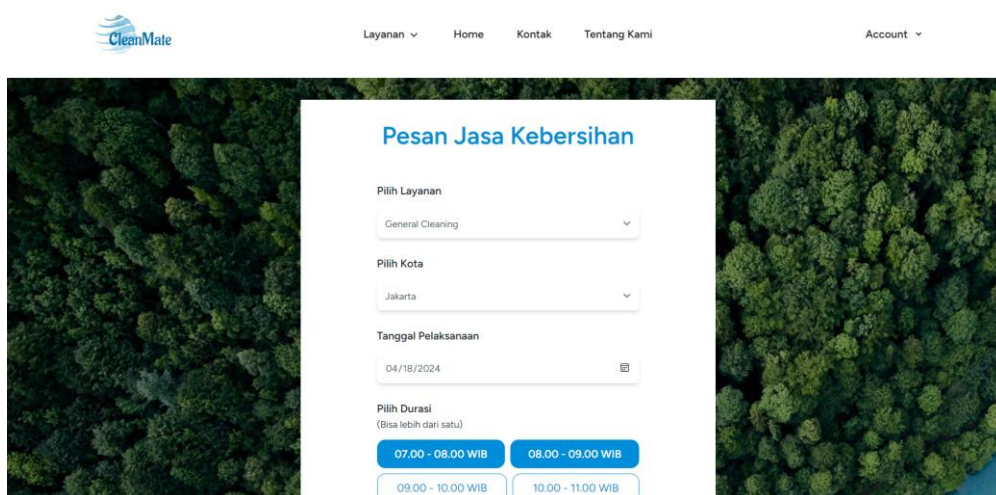 CleanMate
Layanan
Home
Kontak
Tentang Kami
Account
Pesan Jasa Kebersihan
Pilih Layanan
General Cleaning
Pilih Kota
Jakarta
Tanggal Pelaksanaan
04/18/2024
Pilih Durasi
(Bisa lebih dari satu)
07.00 - 08.00 WIB
08.00 - 09.00 WIB
09.00 - 10.00 WIB
10.00 - 11.00 WIB